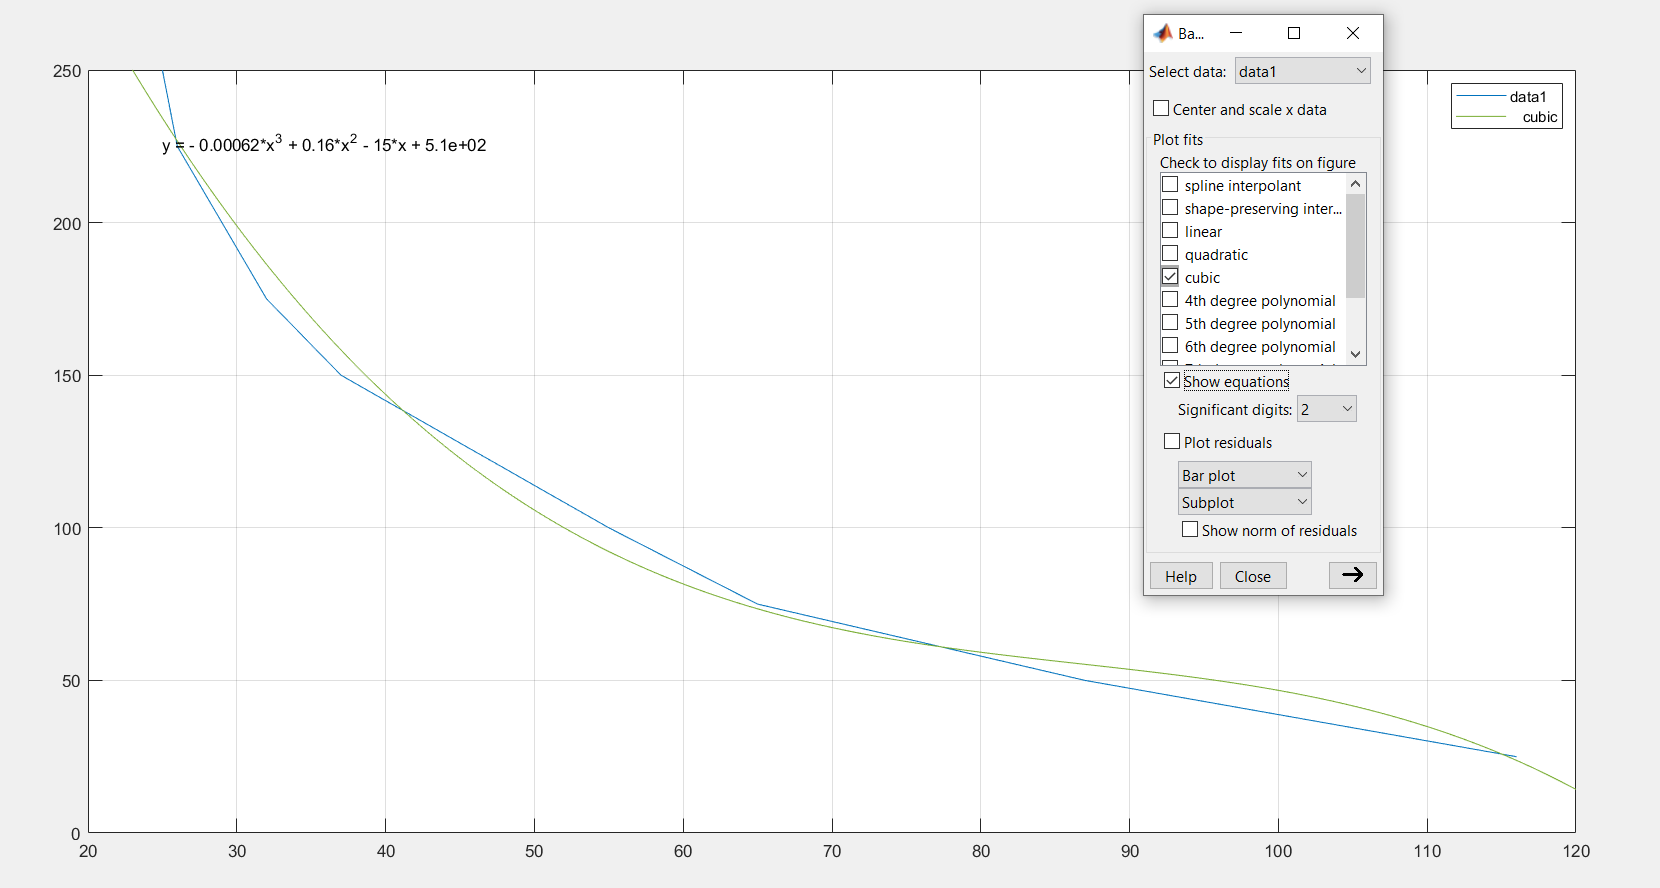 250
200
150
100
50
0
20 30 40 50 60 70 80 90 100 110 120
y = - 0.00062*x³ + 0.16*x² - 15*x + 5.1e+02
data1
cubic
Ba...
Select data: data1
Center and scale x data
Plot fits
Check to display fits on figure
spline interpolant
shape-preserving inter...
linear
quadratic
cubic
4th degree polynomial
5th degree polynomial
6th degree polynomial
Show equations
Significant digits: 2
Plot residuals
Bar plot
Subplot
Show norm of residuals
Help Close